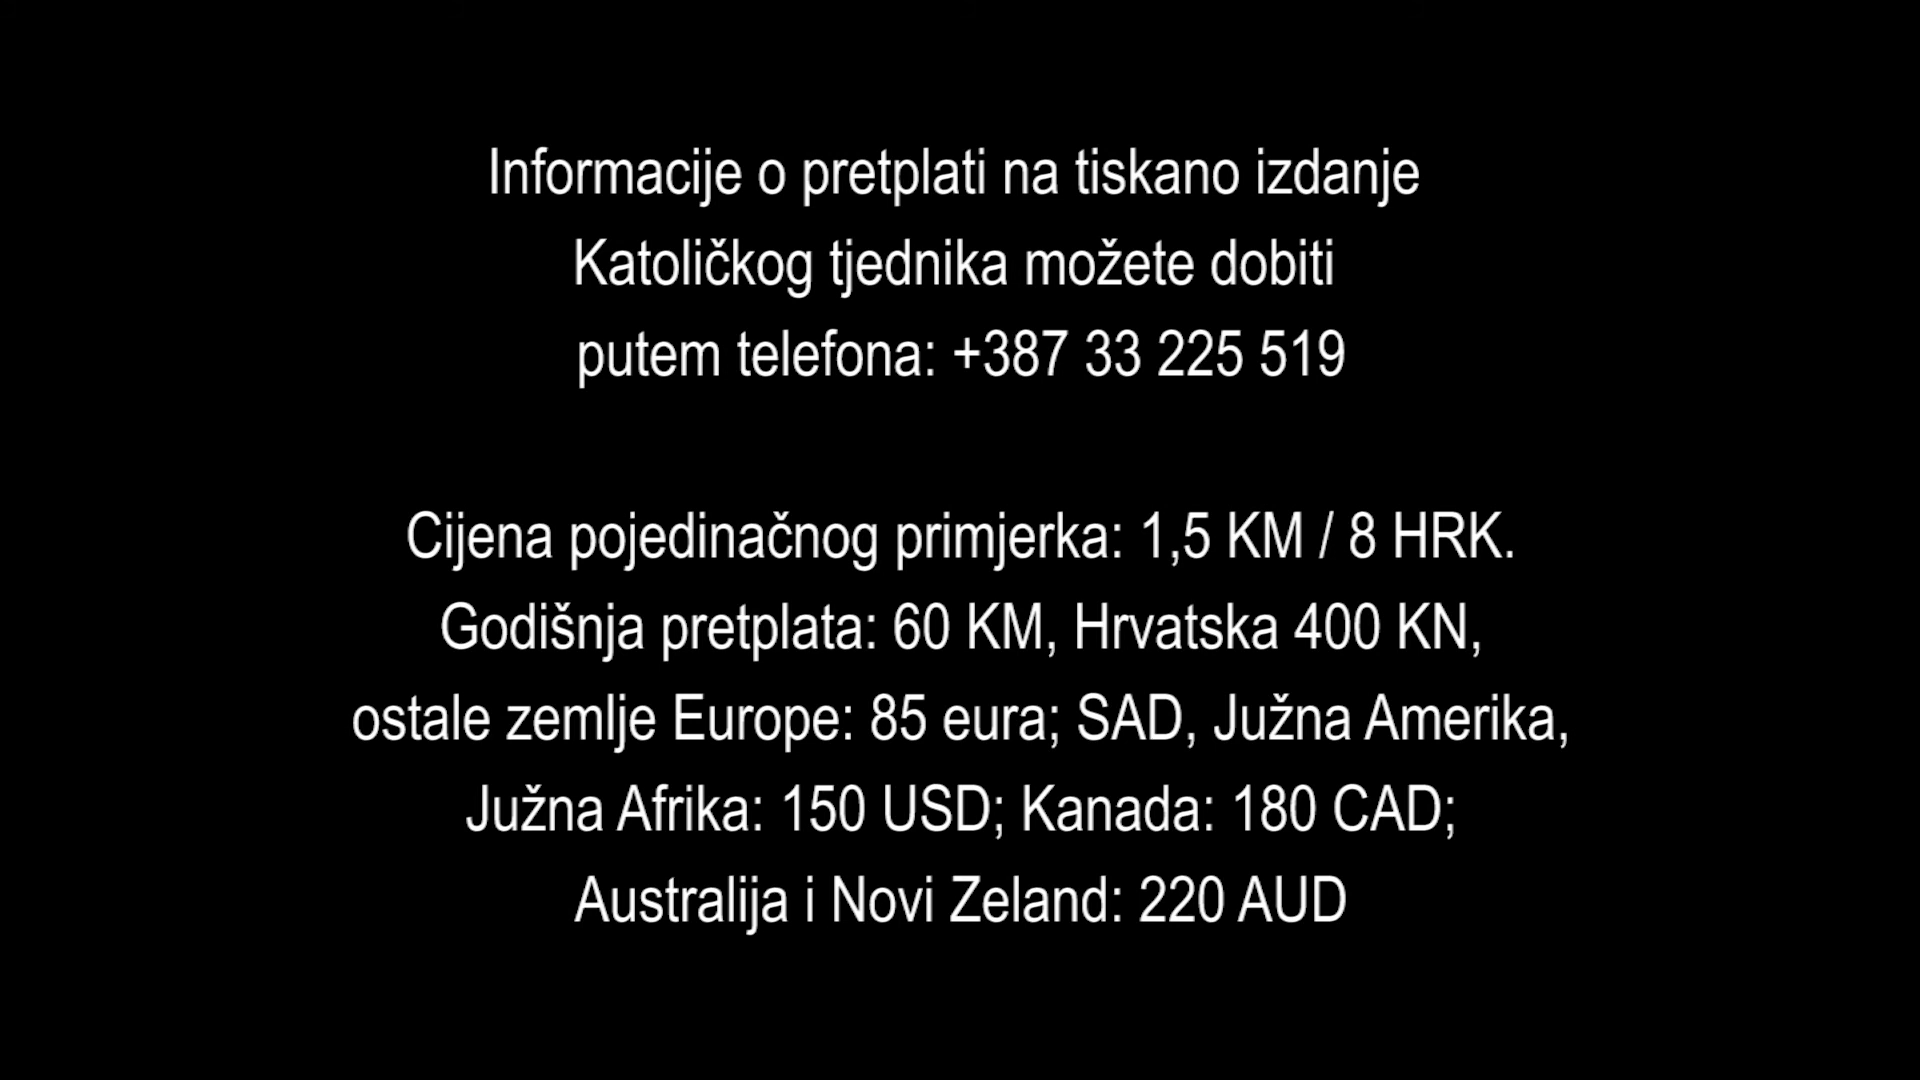 Informacije o pretplati na tiskano izdanje
Katoličkog tjednika možete dobiti
putem telefona: +387 33 225 519
Cijena pojedinačnog primjerka: 1,5 KM / 8 HRK.
Godišnja pretplata: 60 KM, Hrvatska 400 KN,
ostale zemlje Europe: 85 eura; SAD, Južna Amerika,
Južna Afrika: 150 USD; Kanada: 180 CAD;
Australija i Novi Zeland: 220 AUD